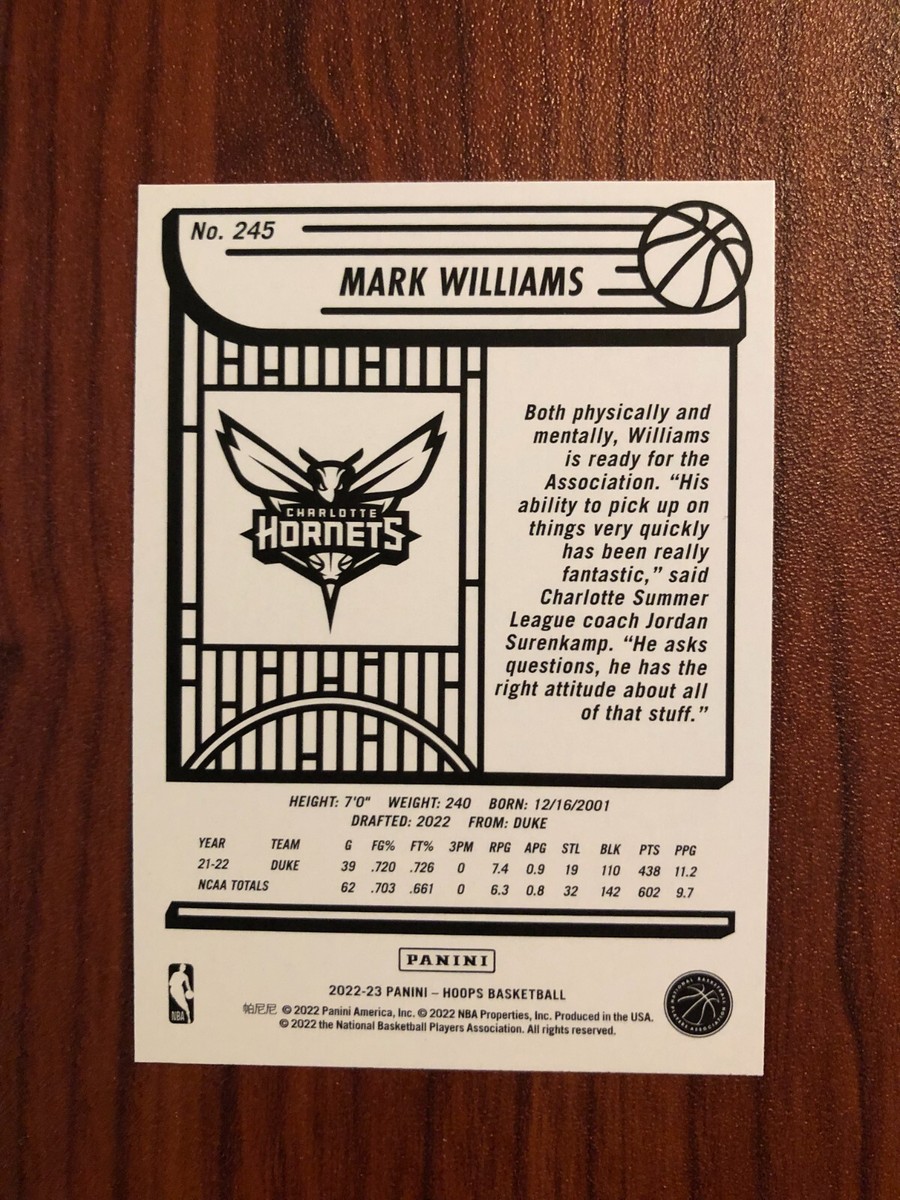 No. 245
MARK WILLIAMS
CHARLOTTE
HORNETS
Both physically and
mentally, Williams
is ready for the
Association. “His
ability to pick up on
things very quickly
has been really
fantastic,” said
Charlotte Summer
League coach Jordan
Surenkamp. “He asks
questions, he has the
right attitude about all
of that stuff.”
HEIGHT: 7'0" WEIGHT: 240 BORN: 12/16/2001
DRAFTED: 2022 FROM: DUKE
YEAR TEAM G FG% FT% 3PM RPG APG STL BLK PTS PPG
21-22 DUKE 39 .720 .726 0 7.4 0.9 19 110 438 11.2
NCAA TOTALS 62 .703 .661 0 6.3 0.8 32 142 602 9.7
PANINI
2022-23 PANINI – HOOPS BASKETBALL
帕尼尼 © 2022 Panini America, Inc. © 2022 NBA Properties, Inc. Produced in the USA.
© 2022 the National Basketball Players Association. All rights reserved.
NBA
NATIONAL BASKETBALL PLAYERS ASSOCIATION